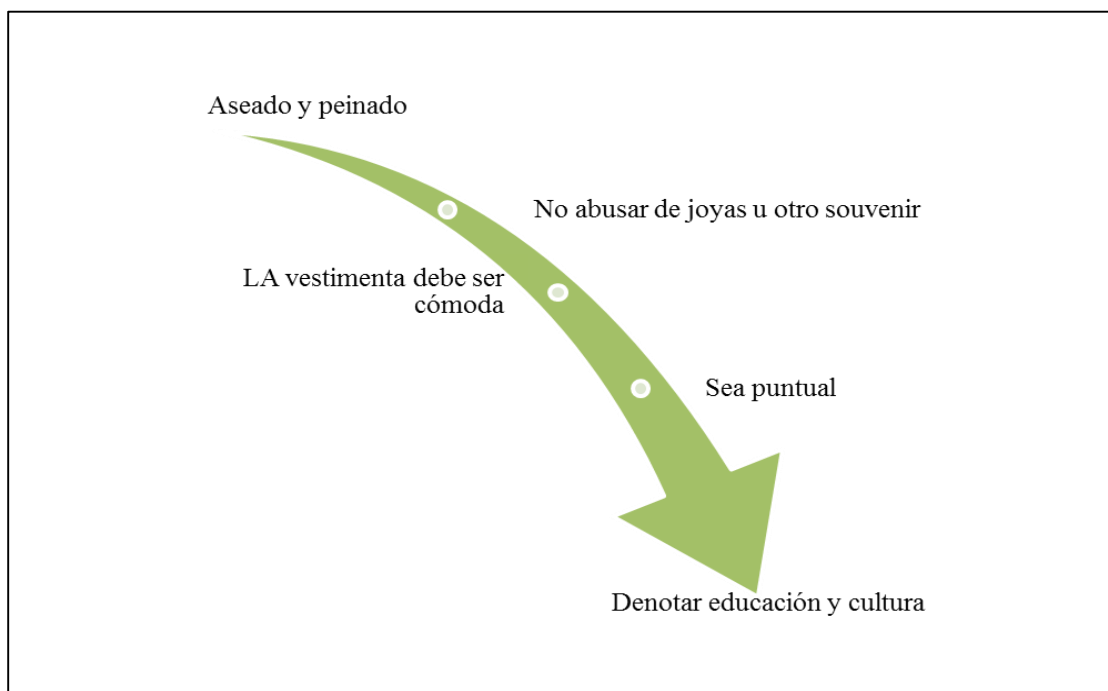 Aseado y peinado
No abusar de joyas u otro souvenir
LA vestimenta debe ser
cómoda
Sea puntual
Denotar educación y cultura